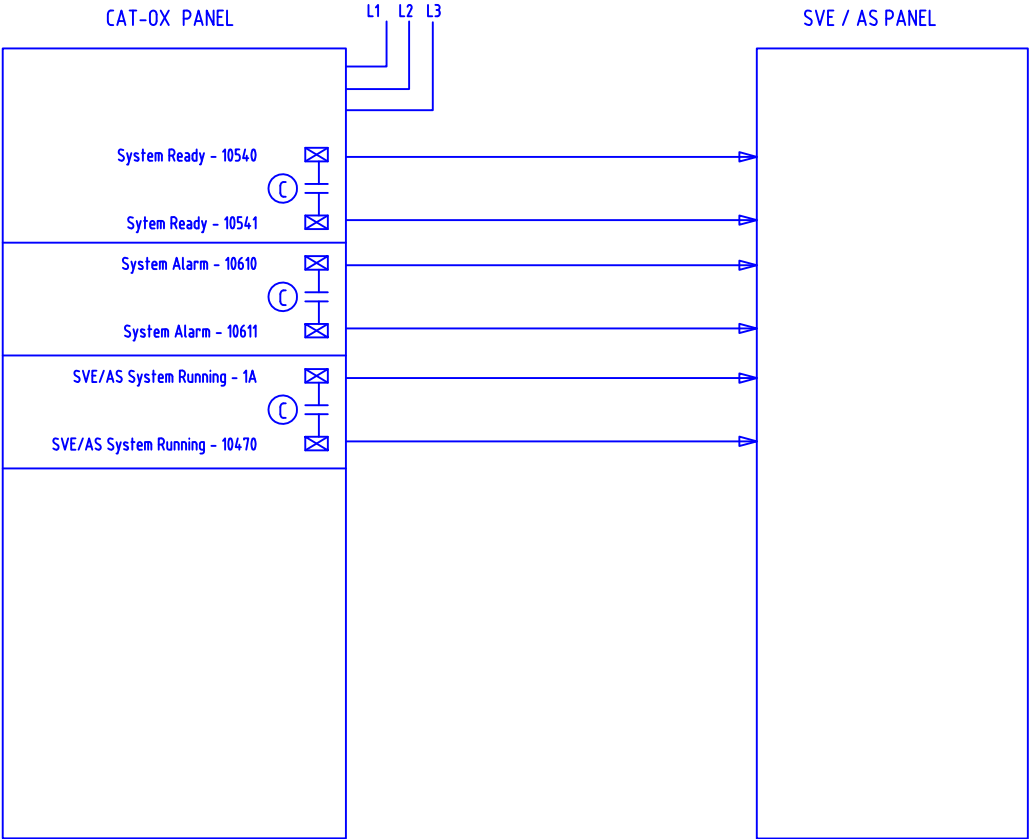 CAT-OX PANEL
L1 L2 L3
SVE / AS PANEL
System Ready - 10540
C
Sytem Ready - 10541
System Alarm - 10610
C
System Alarm - 10611
SVE/AS System Running - 1A
C
SVE/AS System Running - 10470